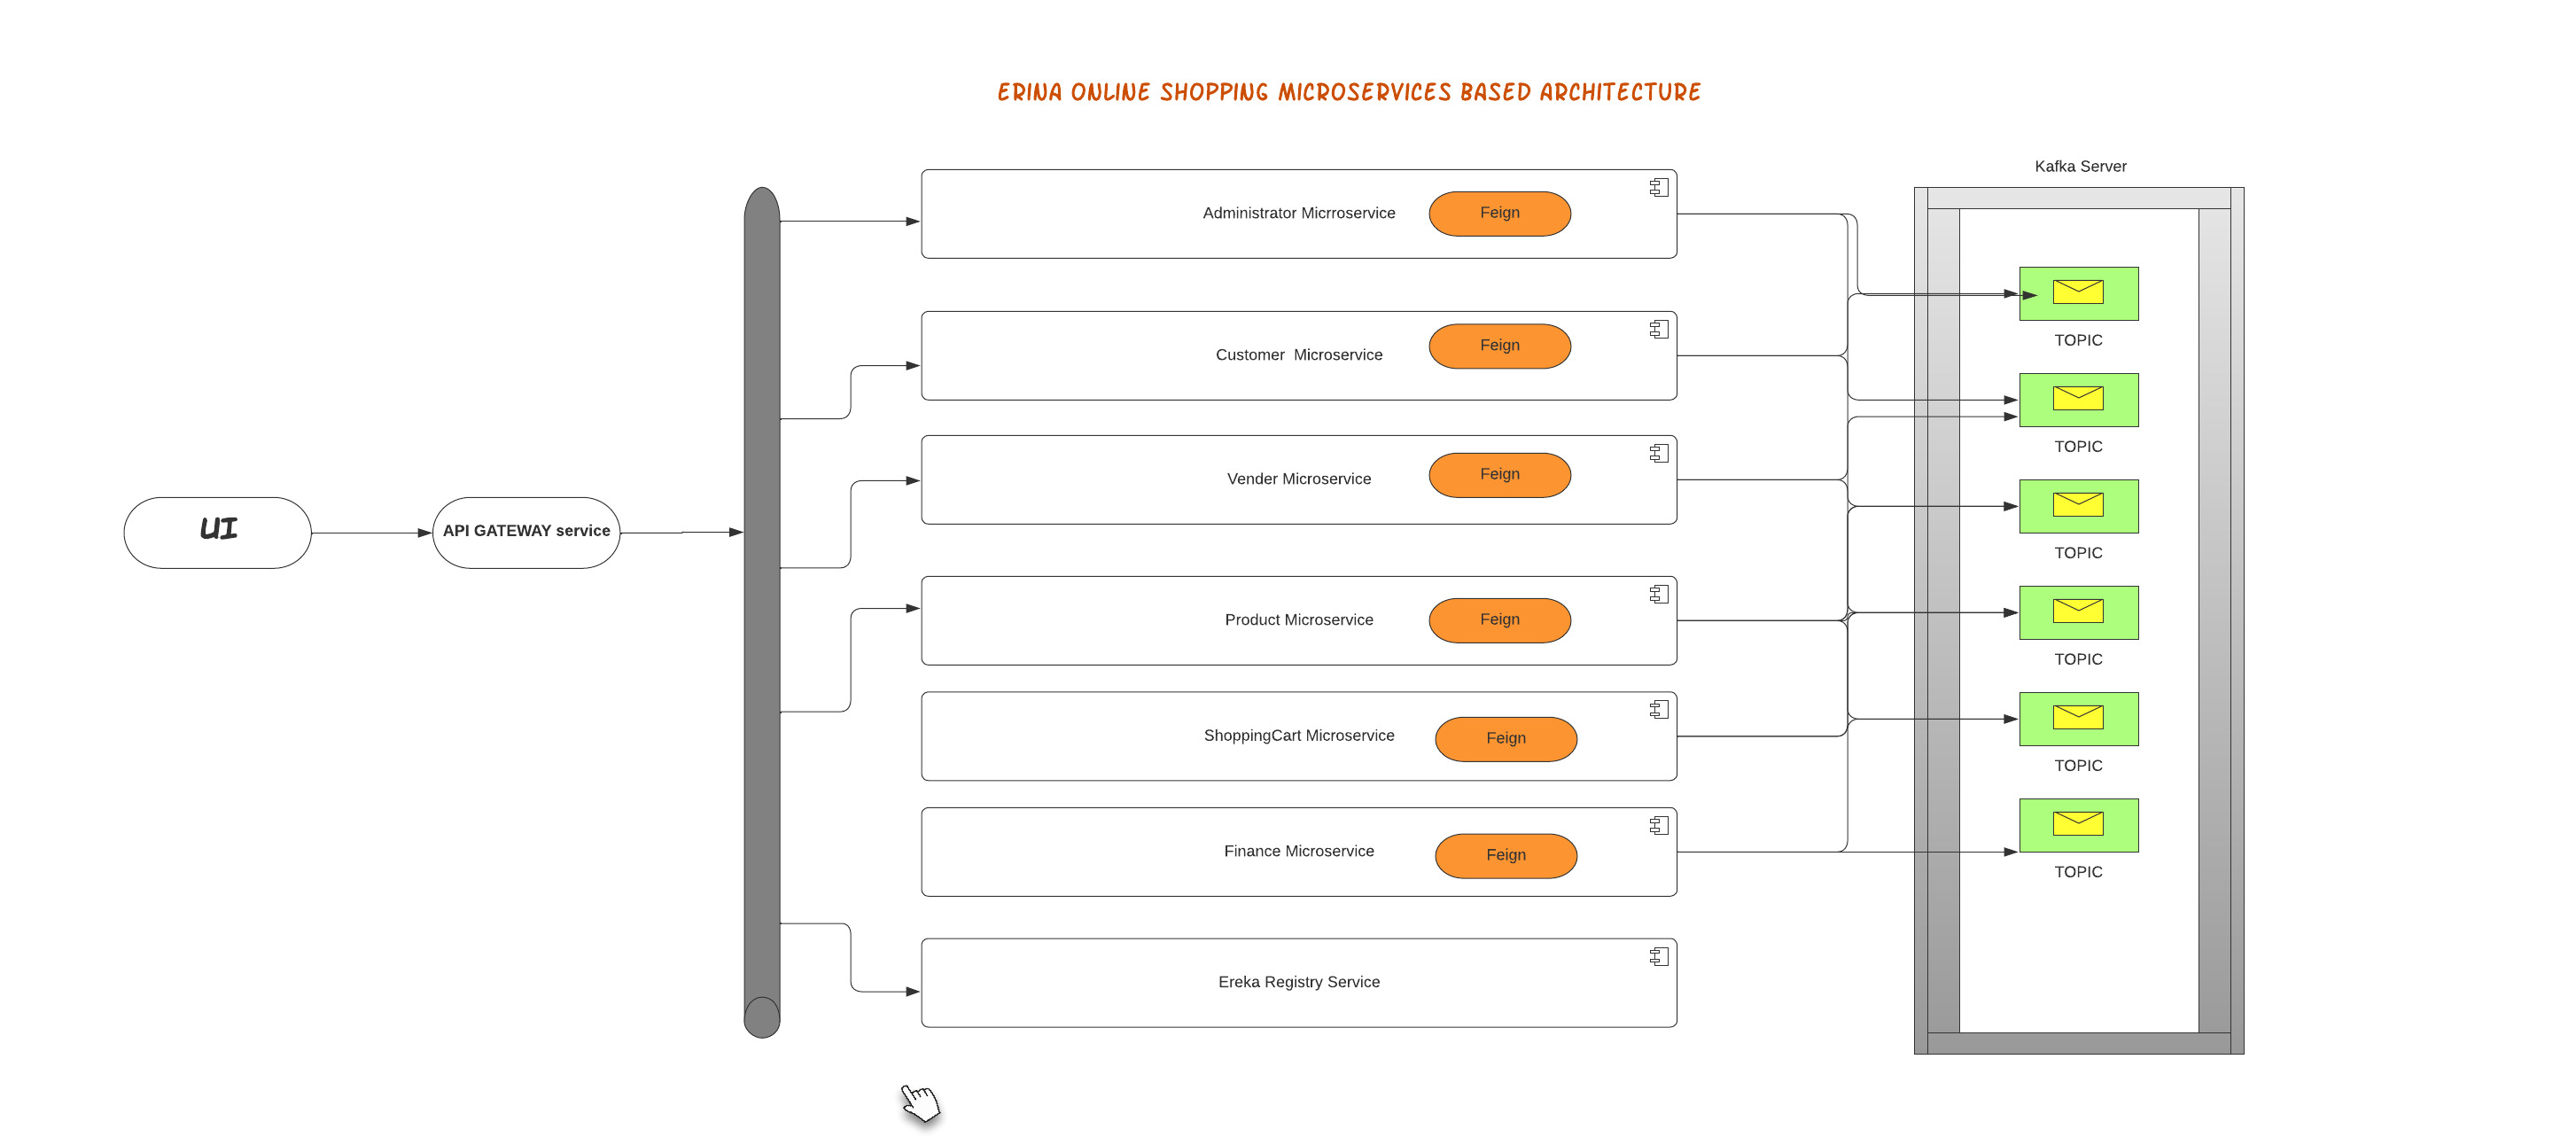 ERINA ONLINE SHOPPING MICROSERVICES BASED ARCHITECTURE
Kafka Server
Administrator Micrroservice
Feign
TOPIC
Customer  Microservice
Feign
TOPIC
Vender Microservice
Feign
UI
API GATEWAY service
TOPIC
Product Microservice
Feign
TOPIC
ShoppingCart Microservice
Feign
TOPIC
Finance Microservice
Feign
TOPIC
Ereka Registry Service